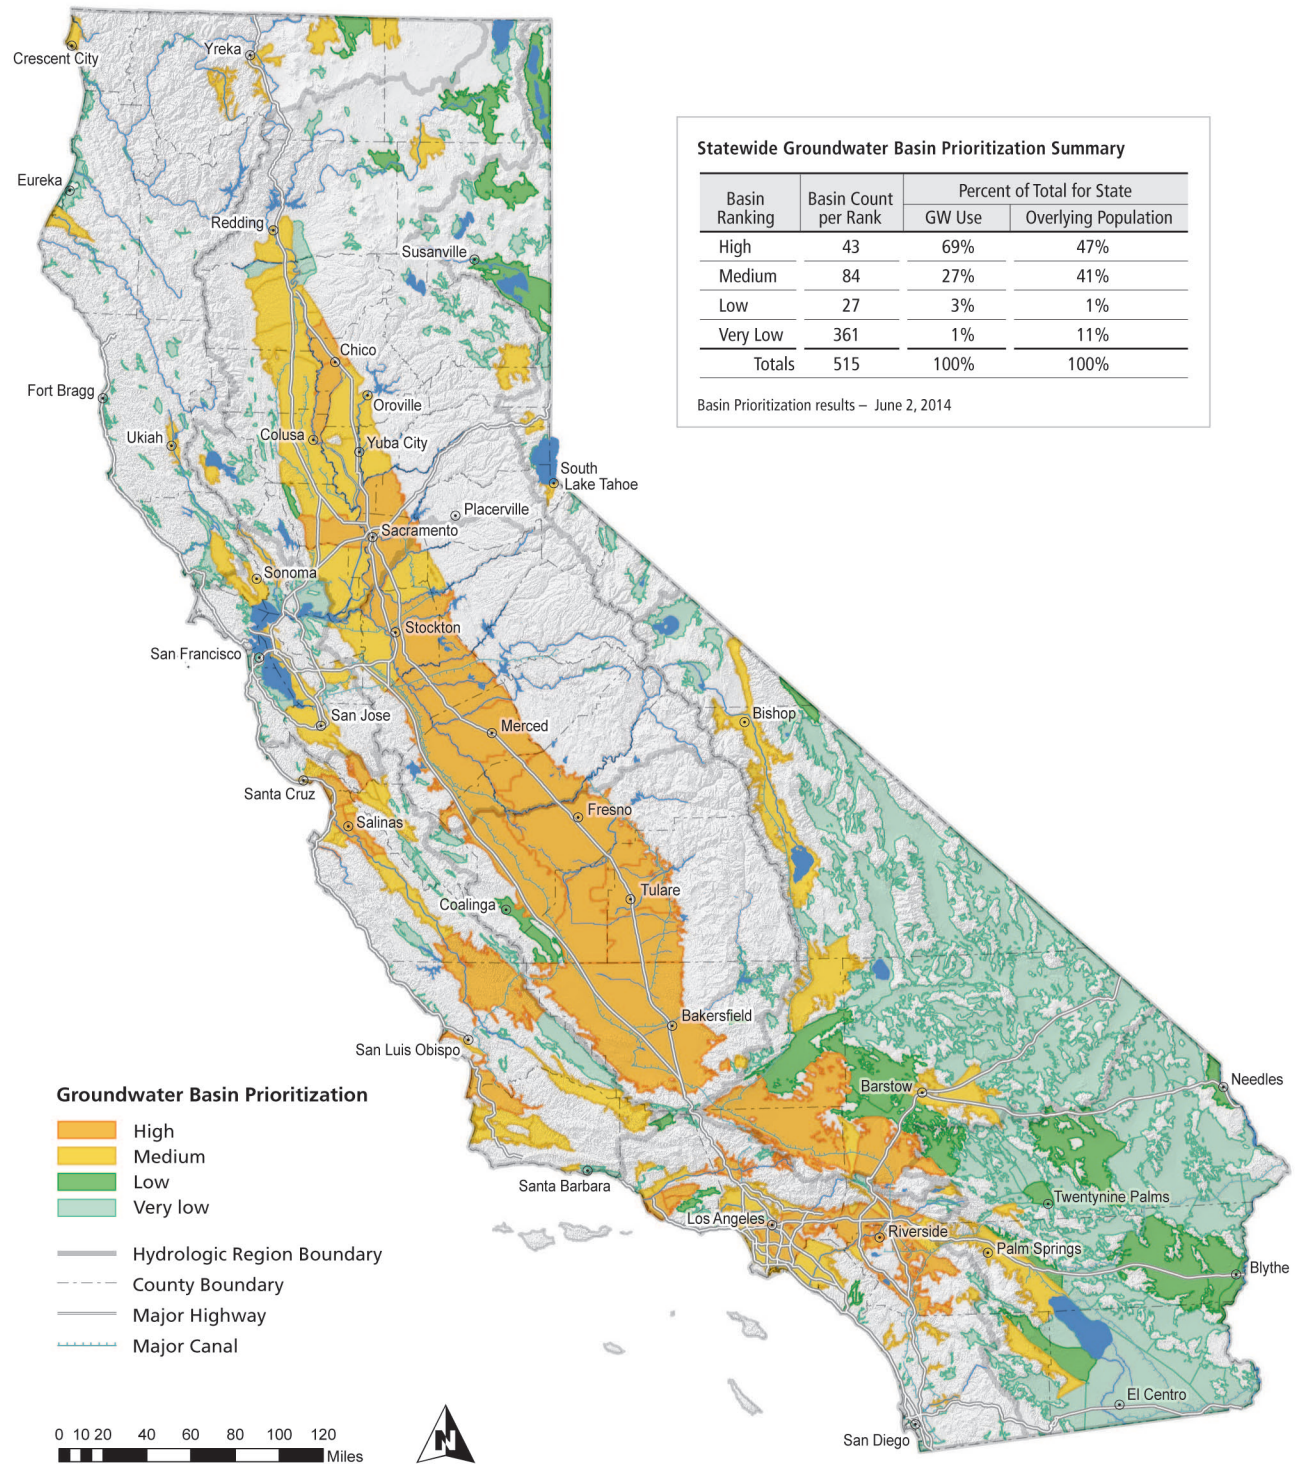 Crescent City
Yreka
Eureka
Redding
Susanville
Chico
Fort Bragg
Oroville
Ukiah
Colusa
Yuba City
South
Lake Tahoe
Placerville
Sacramento
Sonoma
Stockton
San Francisco
Bishop
San Jose
Merced
Santa Cruz
Fresno
Salinas
Tulare
Coalinga
Bakersfield
San Luis Obispo
Barstow
Needles
Santa Barbara
Twentynine Palms
Los Angeles
Riverside
Palm Springs
Blythe
El Centro
San Diego
Statewide Groundwater Basin Prioritization Summary
Basin Ranking Basin Count per Rank Percent of Total for State
GW Use Overlying Population
High 43 69% 47%
Medium 84 27% 41%
Low 27 3% 1%
Very Low 361 1% 11%
Totals 515 100% 100%
Basin Prioritization results – June 2, 2014
Groundwater Basin Prioritization
High
Medium
Low
Very low
Hydrologic Region Boundary
County Boundary
Major Highway
Major Canal
0 10 20 40 60 80 100 120
Miles
N